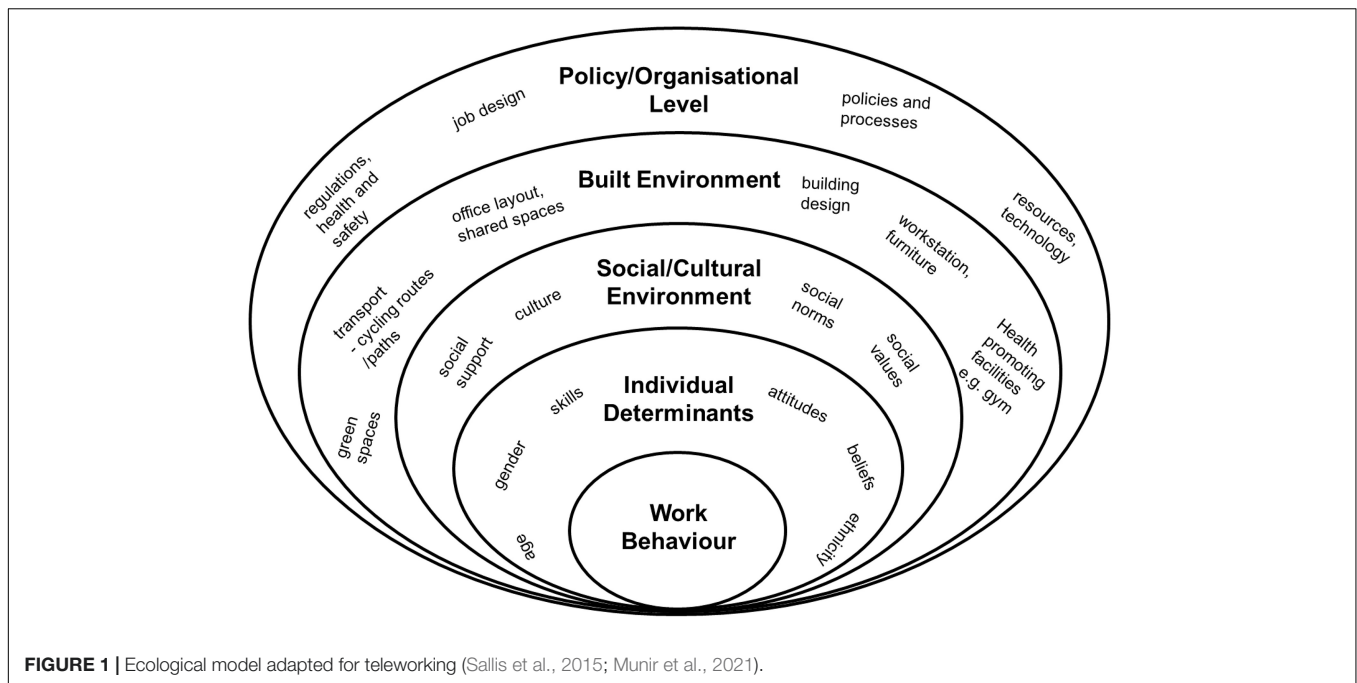 Policy/Organisational
Level
job design
policies and
processes
regulations,
health and
safety
resources,
technology
Built Environment
office layout,
shared spaces
building
design
workstation,
furniture
transport
- cycling routes
/paths
green
spaces
Health
promoting
facilities
e.g. gym
Social/Cultural
Environment
culture
social
norms
social
support
social
values
Individual
Determinants
skills
attitudes
gender
beliefs
age
ethnicity
Work
Behaviour
FIGURE 1 | Ecological model adapted for teleworking (Sallis et al., 2015; Munir et al., 2021).